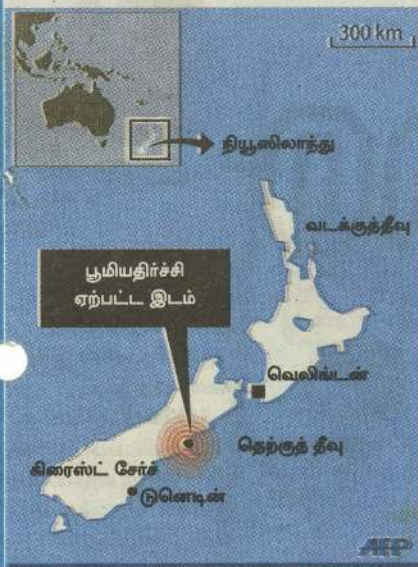 300 km
நியூஸிலாந்து
வடக்குத்தீவு
பூமியதிர்ச்சி
ஏற்பட்ட இடம்
வெலிங்டன்
தெற்குத் தீவு
கிரைஸ்ட் சேர்ச்
டுனெடின்
AFP